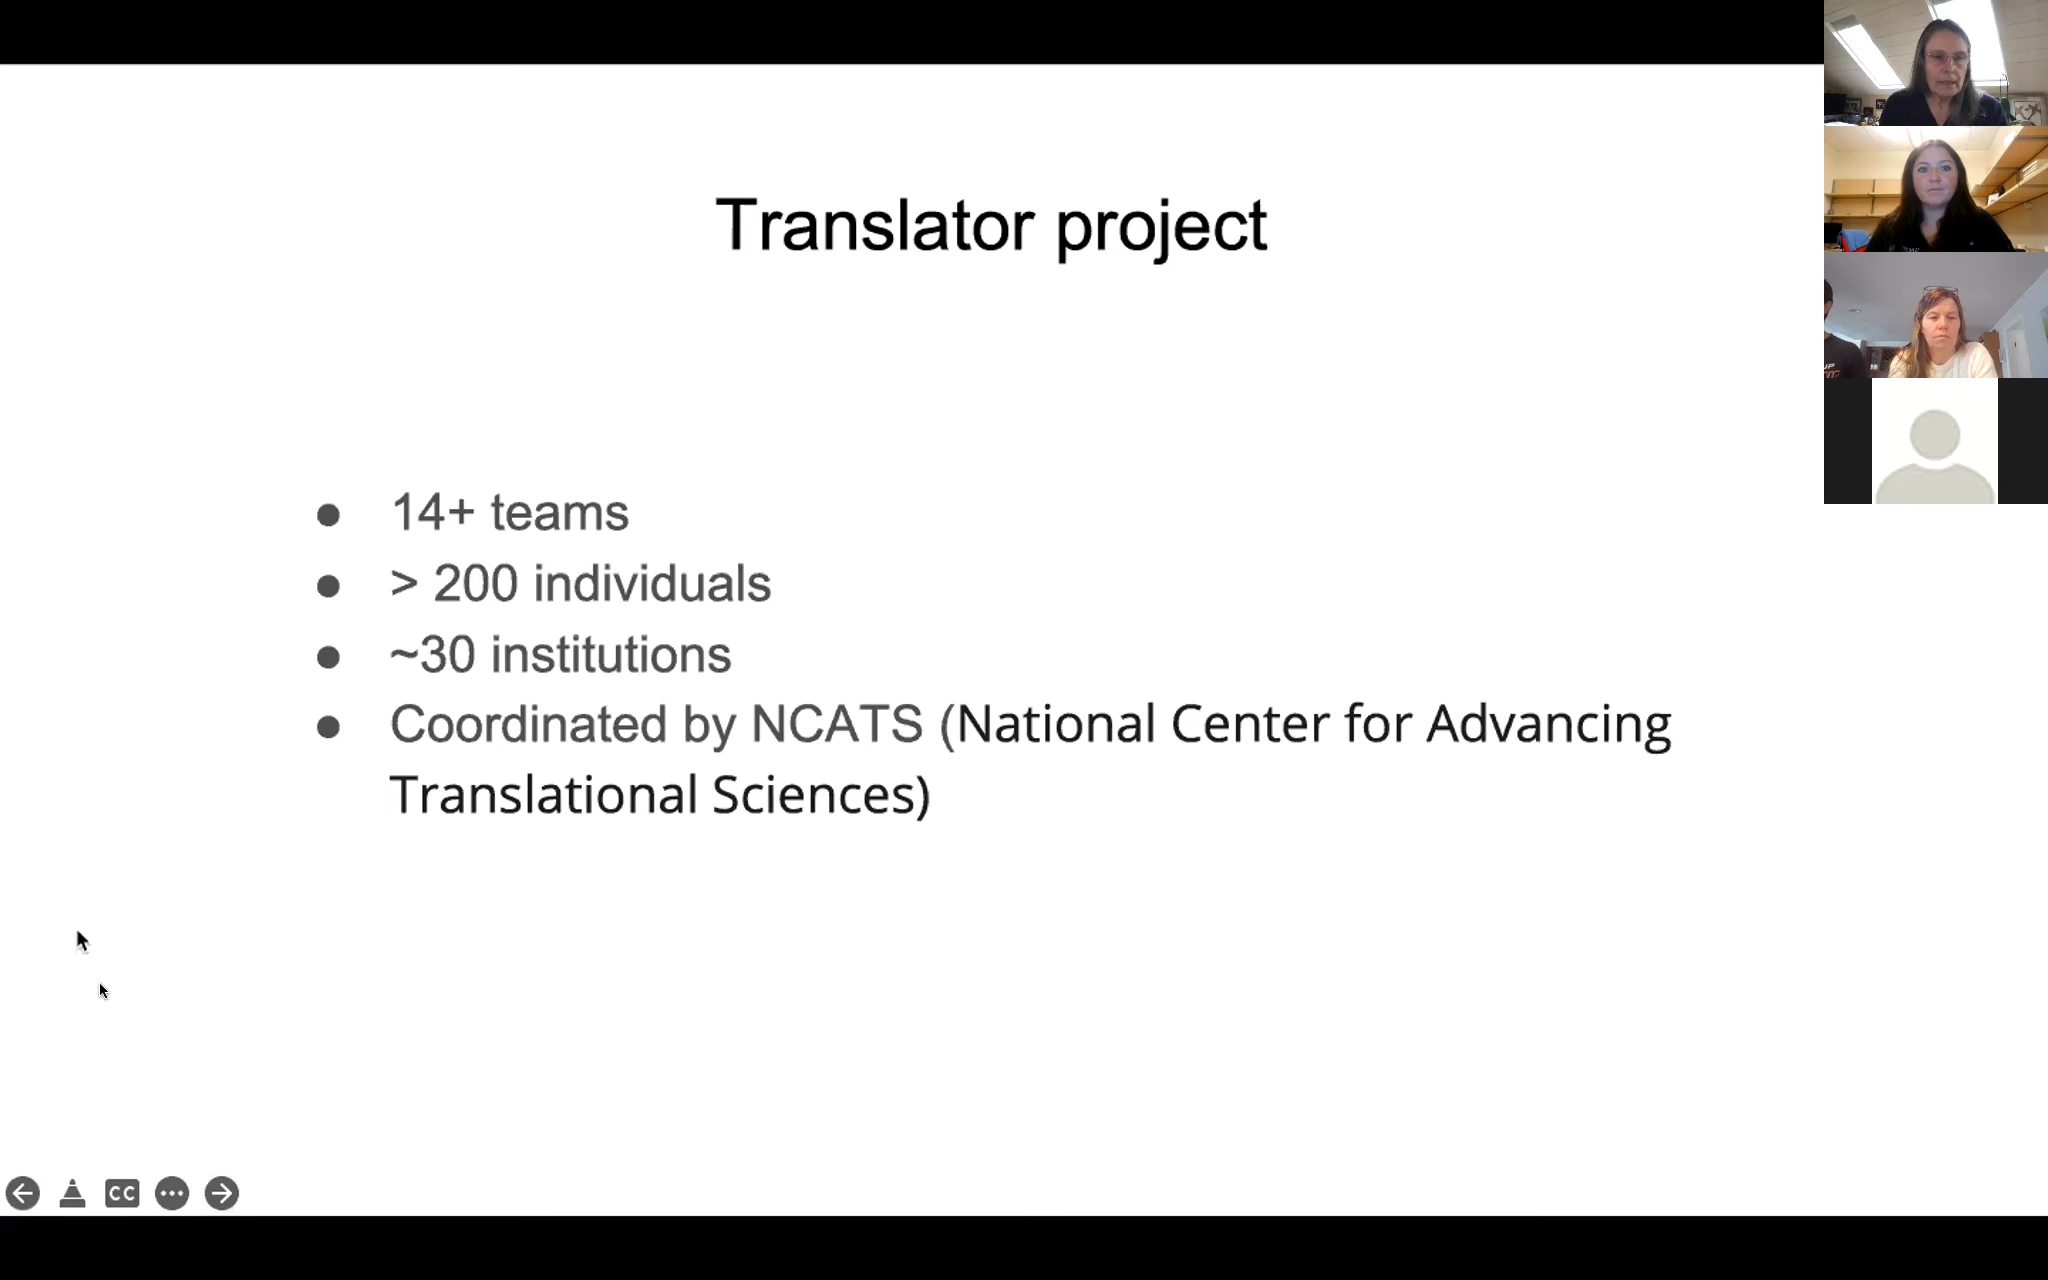 Translator project
● 14+ teams
● > 200 individuals
● ~30 institutions
● Coordinated by NCATS (National Center for Advancing
Translational Sciences)
CC